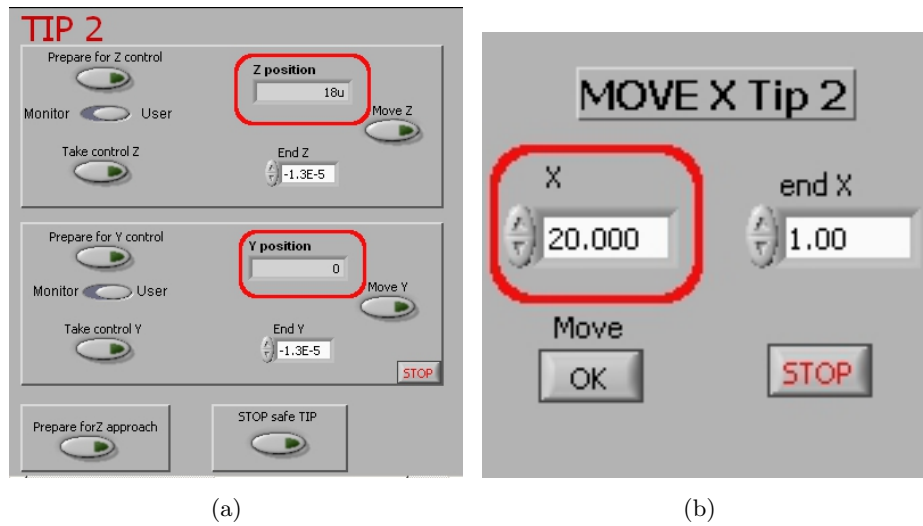 TIP 2
Prepare for Z control
Z position
18u
Monitor User
Move Z
Take control Z
End Z
-1.3E-5
Prepare for Y control
Y position
0
Monitor User
Move Y
Take control Y
End Y
-1.3E-5
STOP
Prepare forZ approach
STOP safe TIP
(a)
MOVE X Tip 2
X
end X
20.000
1.00
Move
OK
STOP
(b)